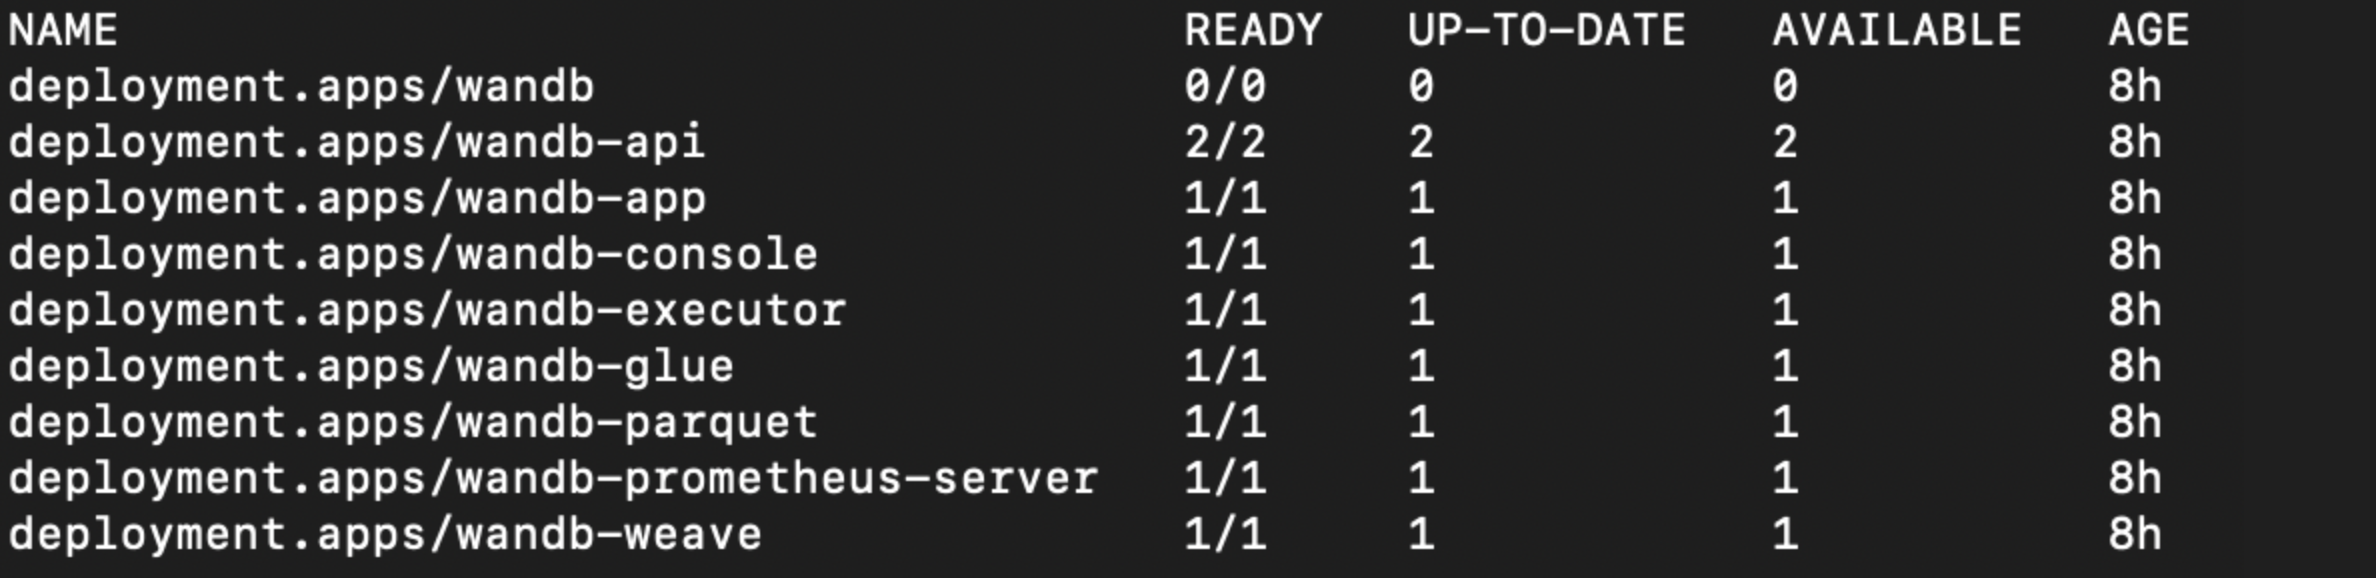 NAME READY UP-TO-DATE AVAILABLE AGE
deployment.apps/wandb 0/0 0 0 8h
deployment.apps/wandb-api 2/2 2 2 8h
deployment.apps/wandb-app 1/1 1 1 8h
deployment.apps/wandb-console 1/1 1 1 8h
deployment.apps/wandb-executor 1/1 1 1 8h
deployment.apps/wandb-glue 1/1 1 1 8h
deployment.apps/wandb-parquet 1/1 1 1 8h
deployment.apps/wandb-prometheus-server 1/1 1 1 8h
deployment.apps/wandb-weave 1/1 1 1 8h